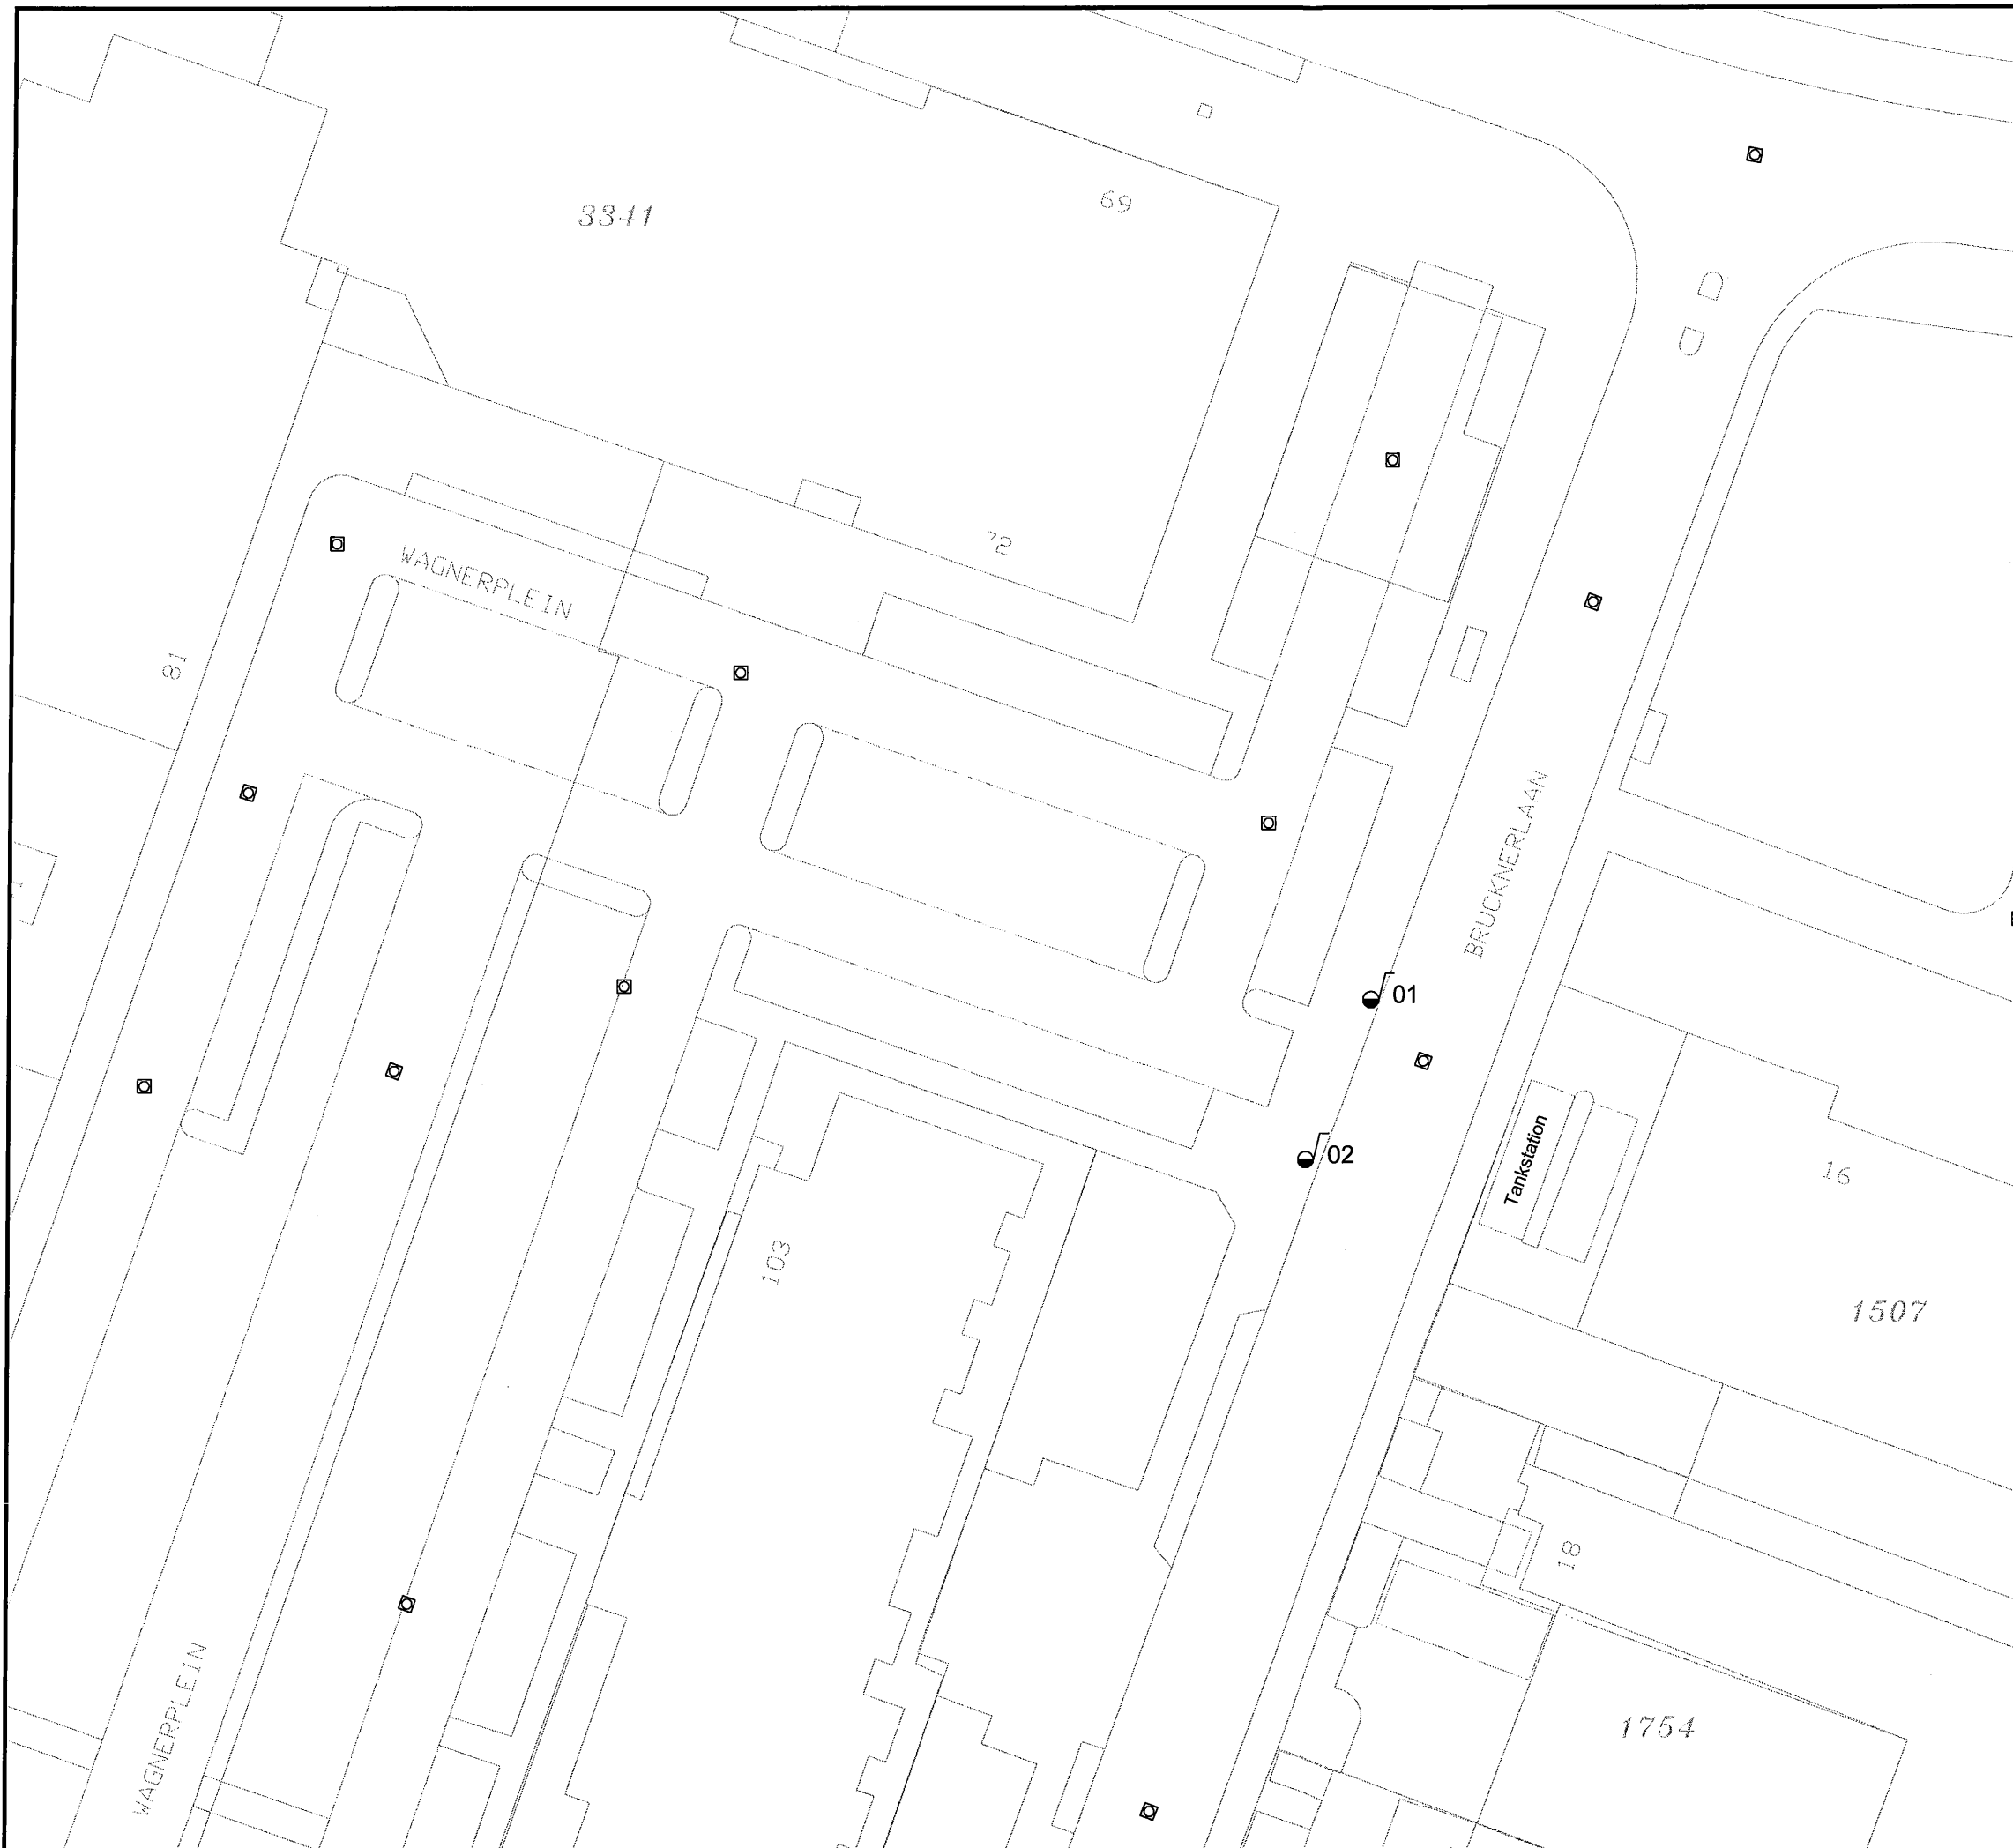 3341
69
72
WAGNERPLEIN
81
BRUCKNERLAAN
01
02
Tankstation
16
103
1507
18
1754
WAGNERPLEIN